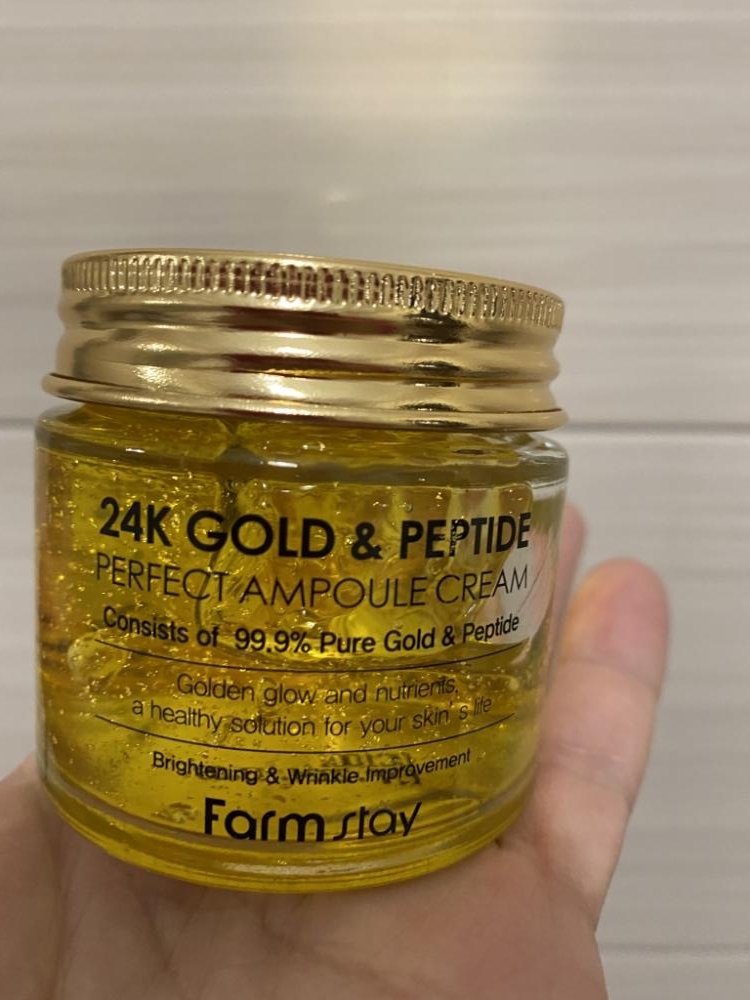 24K GOLD & PEPTIDE
PERFECT AMPOULE CREAM
Consists of 99.9% Pure Gold & Peptide
Golden glow and nutrients,
a healthy solution for your skin's life
Brightening & Wrinkle Improvement
Farmstay